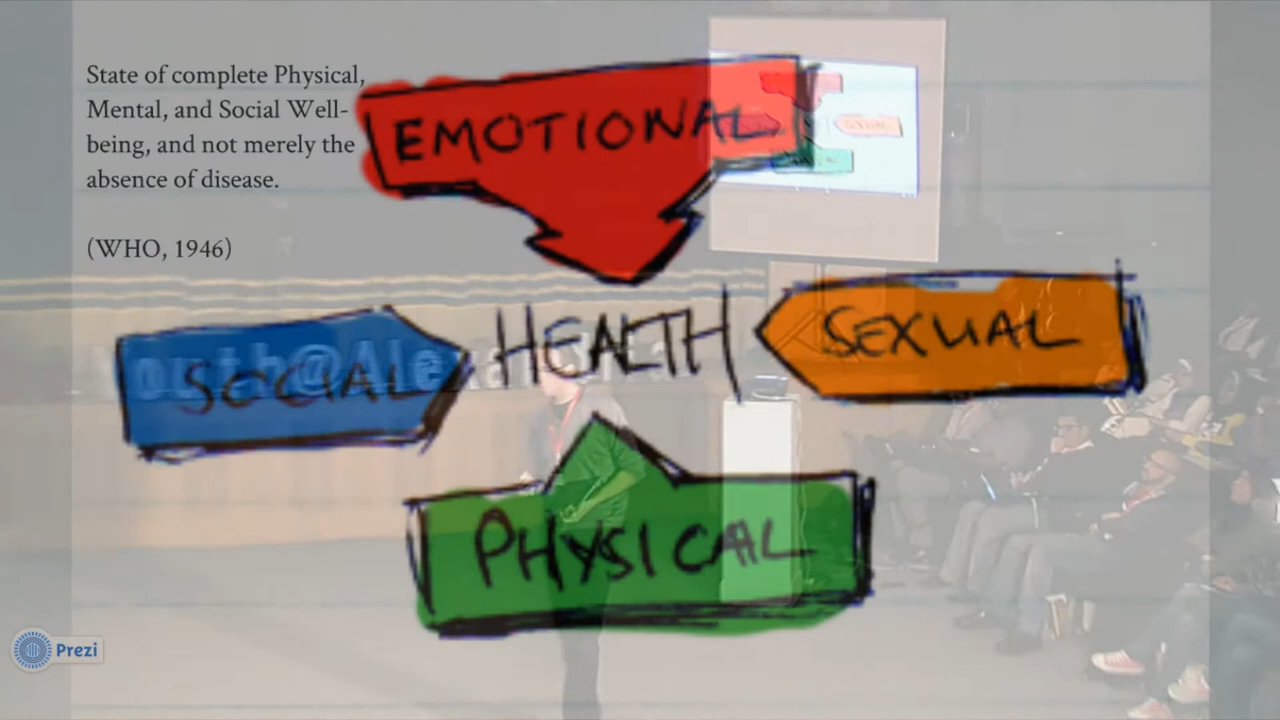 State of complete Physical,
Mental, and Social Well-
being, and not merely the
absence of disease.
(WHO, 1946)
EMOTIONAL
SEXUAL
HEALTH
SOCIAL
PHYSICAL
Prezi